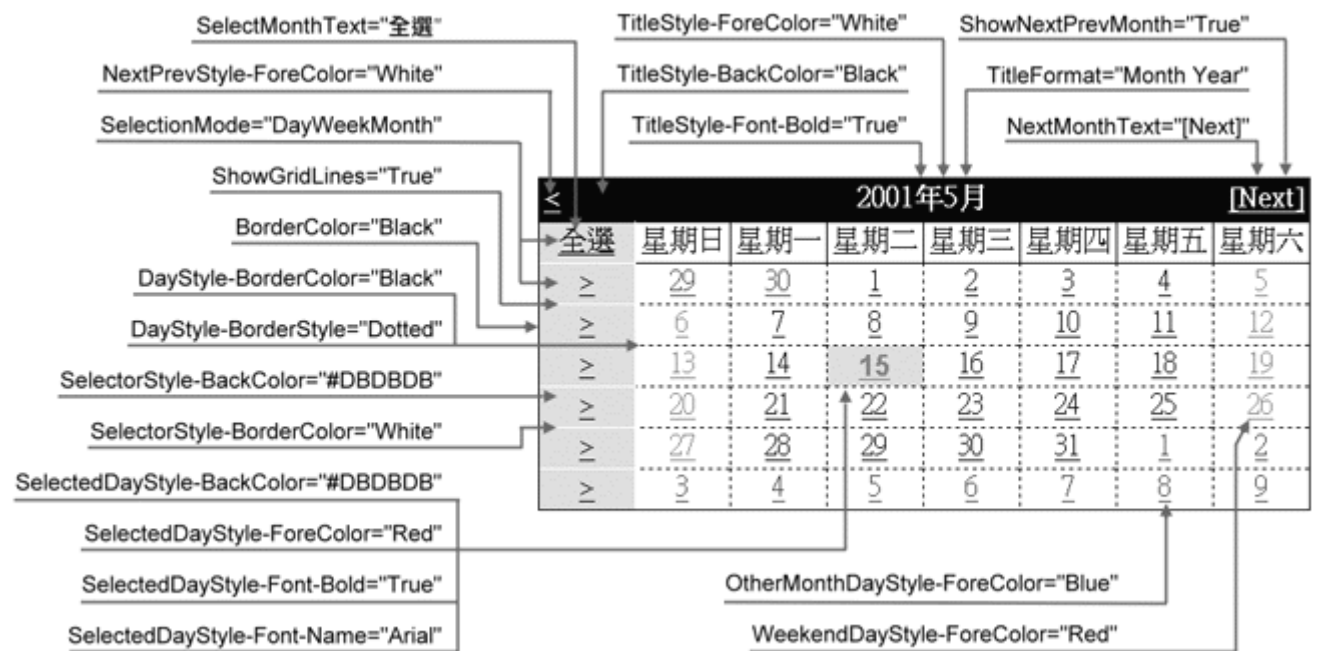 SelectMonthText="全選"
TitleStyle-ForeColor="White"
ShowNextPrevMonth="True"
NextPrevStyle-ForeColor="White"
TitleStyle-BackColor="Black"
TitleFormat="Month Year"
SelectionMode="DayWeekMonth"
TitleStyle-Font-Bold="True"
NextMonthText="[Next]"
ShowGridLines="True"
BorderColor="Black"
DayStyle-BorderColor="Black"
DayStyle-BorderStyle="Dotted"
SelectorStyle-BackColor="#DBDBDB"
SelectorStyle-BorderColor="White"
SelectedDayStyle-BackColor="#DBDBDB"
SelectedDayStyle-ForeColor="Red"
SelectedDayStyle-Font-Bold="True"
SelectedDayStyle-Font-Name="Arial"
< 2001年5月 [Next]
全選 星期日 星期一 星期二 星期三 星期四 星期五 星期六
> 29 30 1 2 3 4 5
> 6 7 8 9 10 11 12
> 13 14 15 16 17 18 19
> 20 21 22 23 24 25 26
> 27 28 29 30 31 1 2
> 3 4 5 6 7 8 9
OtherMonthDayStyle-ForeColor="Blue"
WeekendDayStyle-ForeColor="Red"